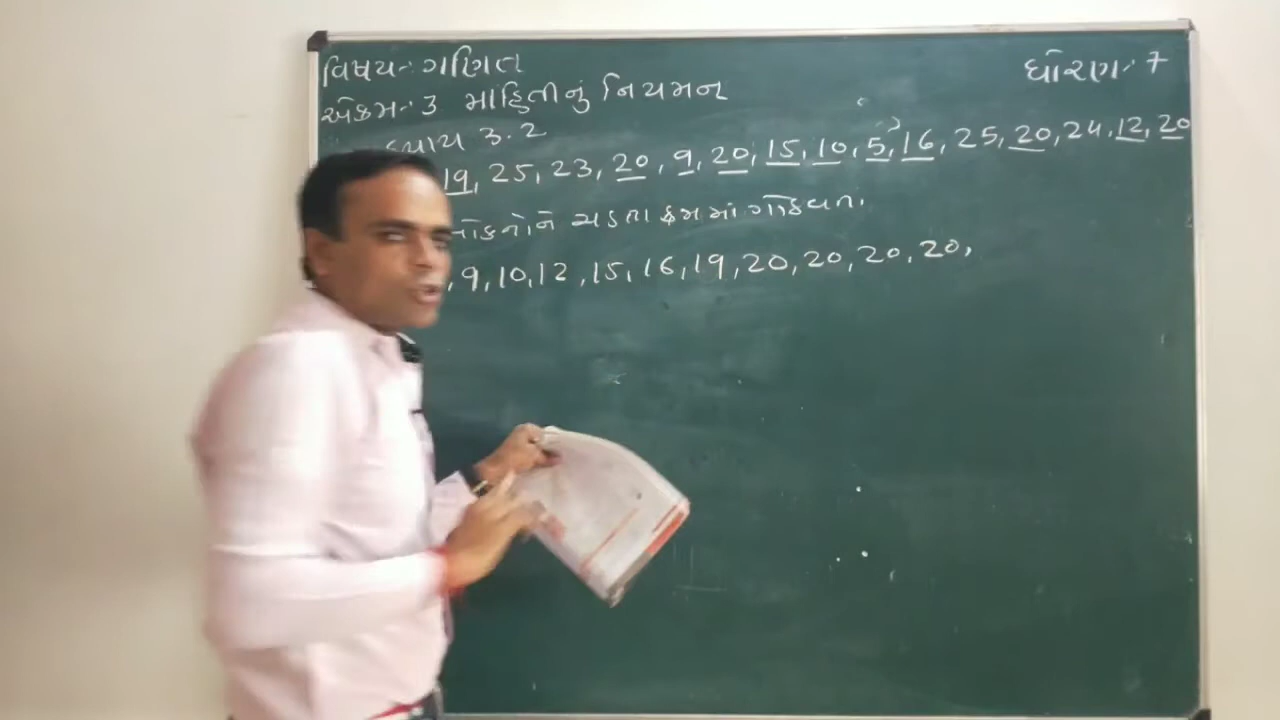 વિષય:- ગણિત
ધોરણ:- 7
એકમ:- 3 માહિતીનું નિયમન
3.2
19, 25, 23, 20, 9, 20, 15, 10, 5, 16, 25, 20, 24, 12, 20
ચડતા ક્રમમાં ગોઠવતા.
, 9, 10, 12, 15, 16, 19, 20, 20, 20, 20,